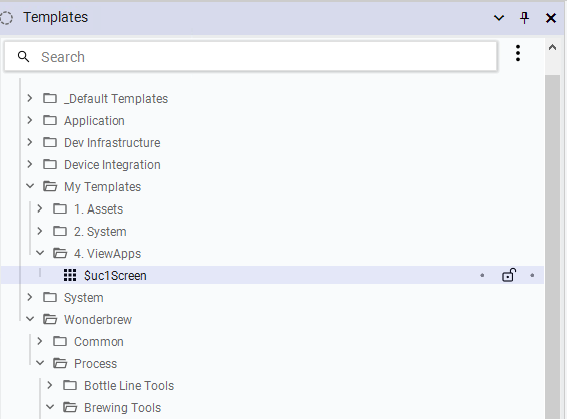 Templates
Search
_Default Templates
Application
Dev Infrastructure
Device Integration
My Templates
1. Assets
2. System
4. ViewApps
$uc1Screen
System
Wonderbrew
Common
Process
Bottle Line Tools
Brewing Tools